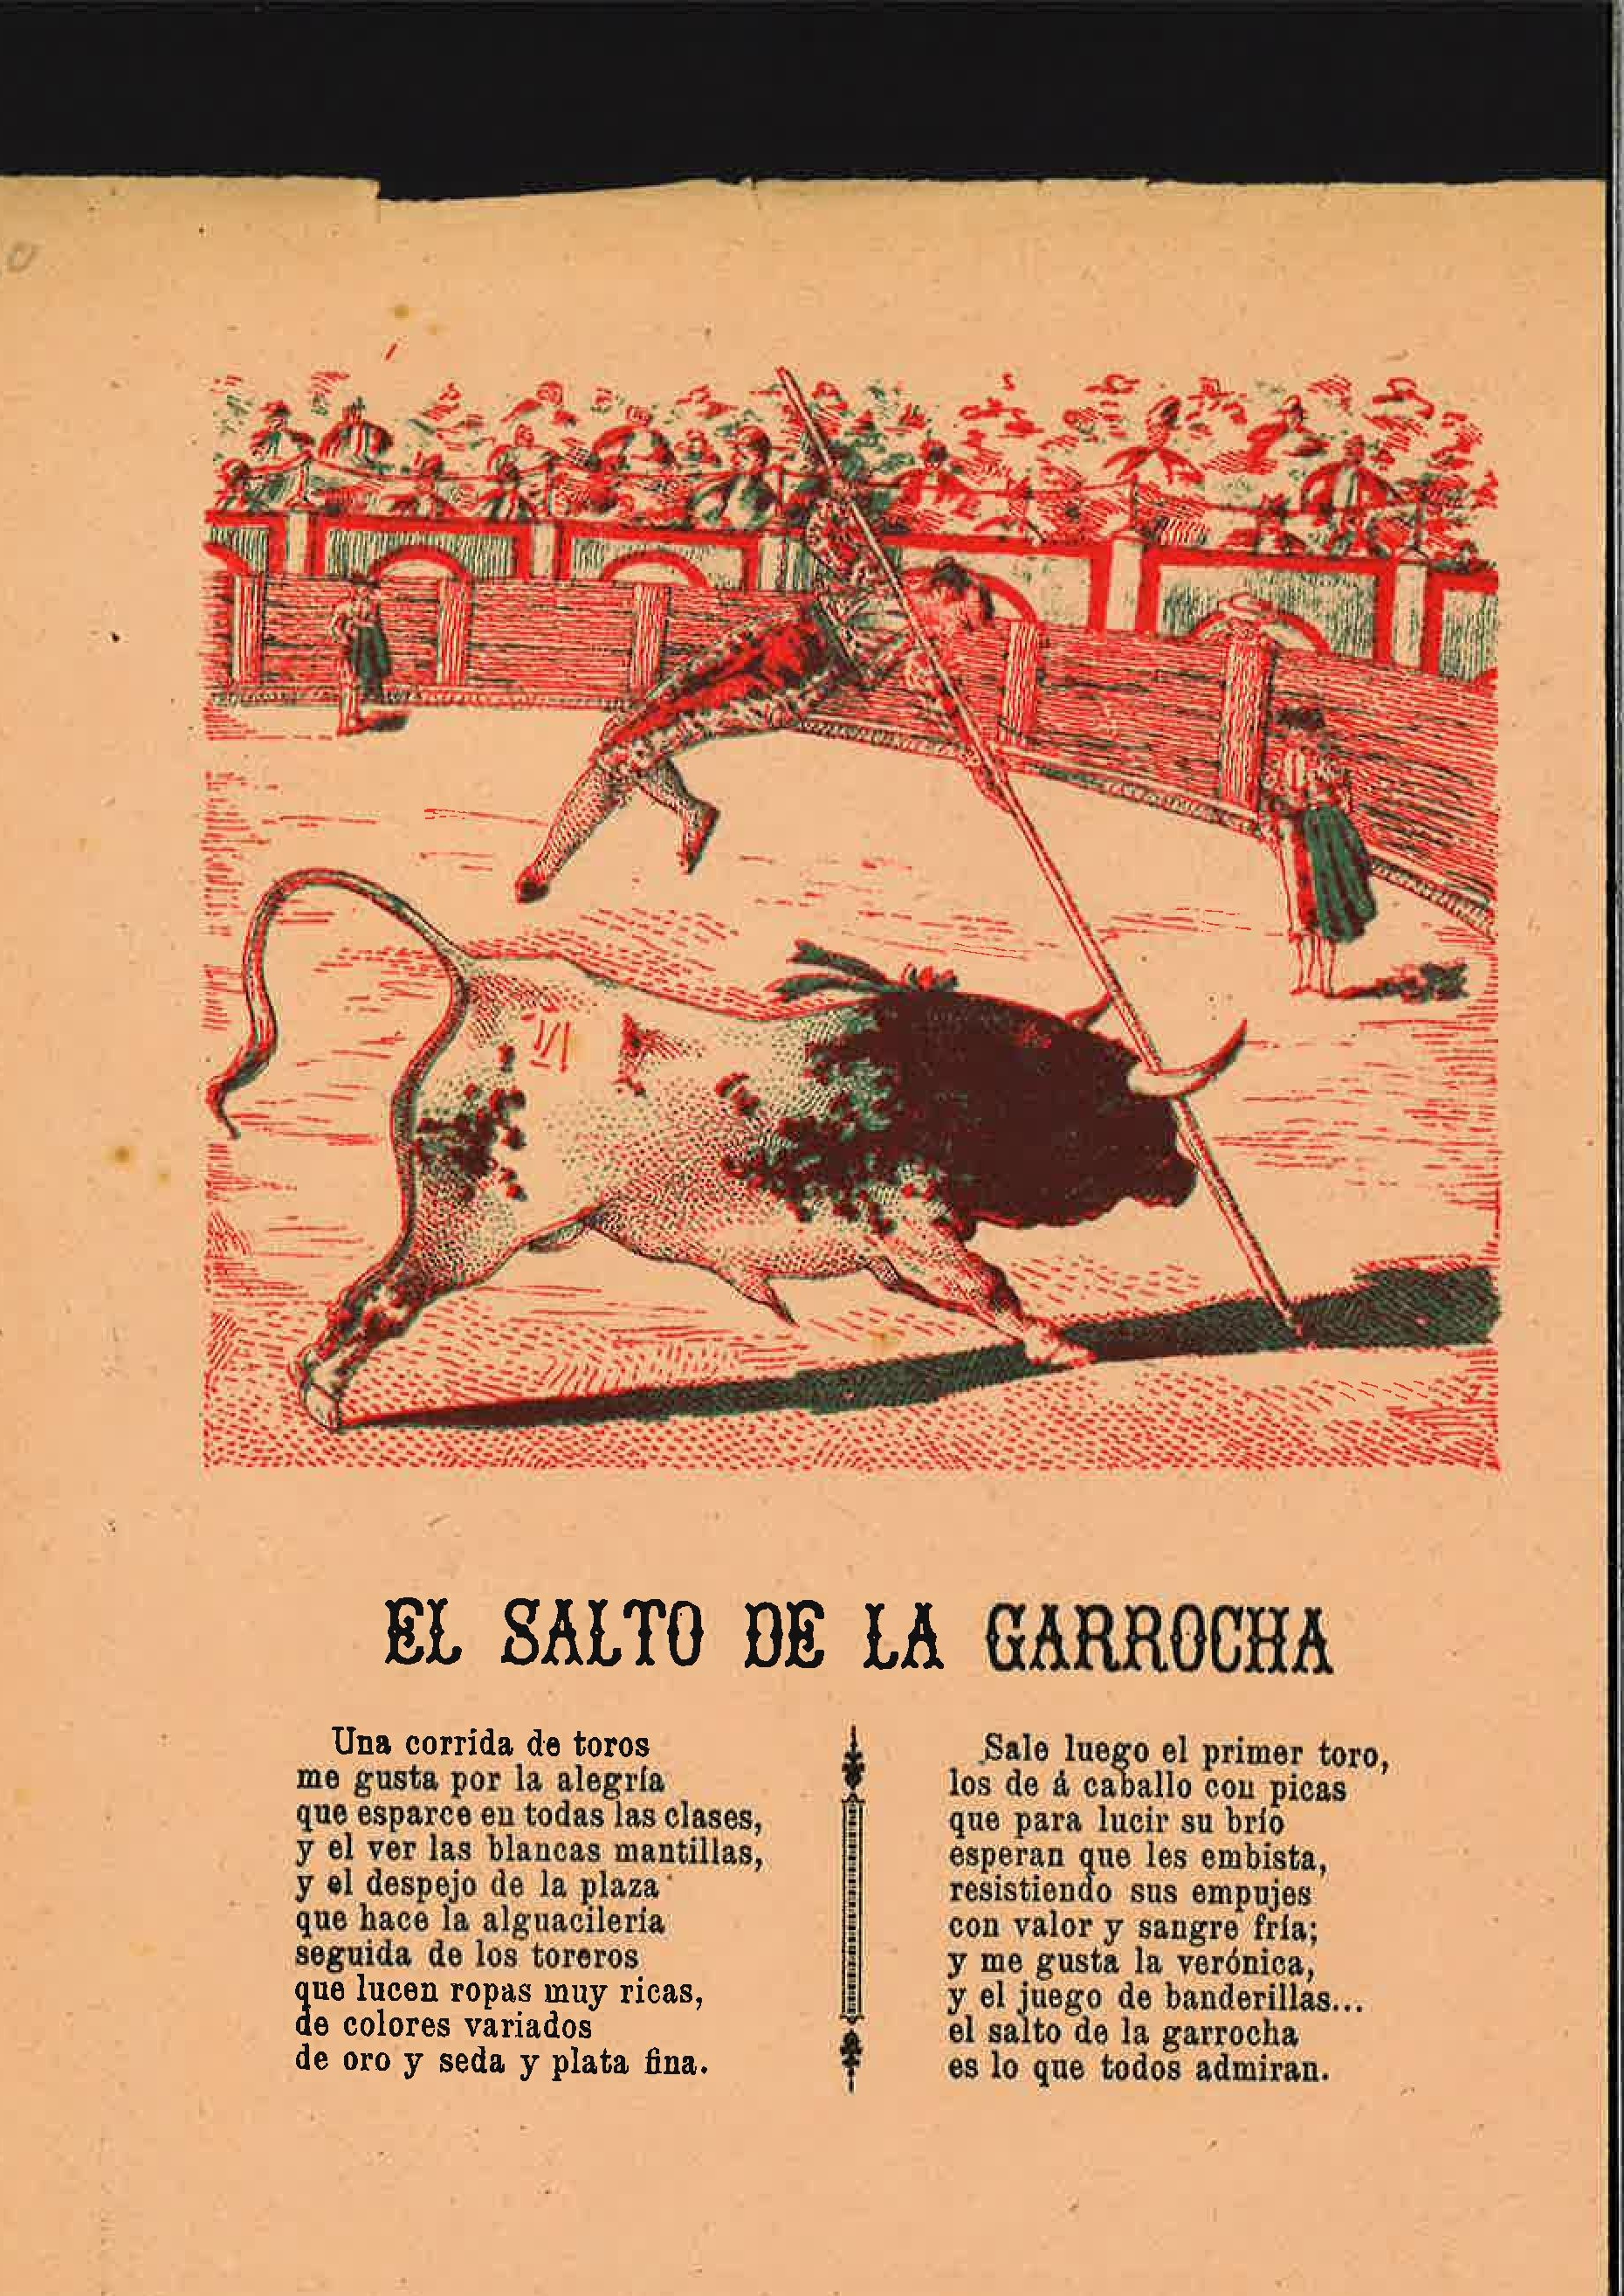 EL SALTO DE LA GARROCHA
Una corrida de toros
me gusta por la alegría
que esparce en todas las clases,
y el ver las blancas mantillas,
y el despejo de la plaza
que hace la alguacilería
seguida de los toreros
que lucen ropas muy ricas,
de colores variados
de oro y seda y plata fina.
Sale luego el primer toro,
los de á caballo con picas
que para lucir su brío
esperan que les embista,
resistiendo sus empujes
con valor y sangre fría;
y me gusta la verónica,
y el juego de banderillas...
el salto de la garrocha
es lo que todos admiran.